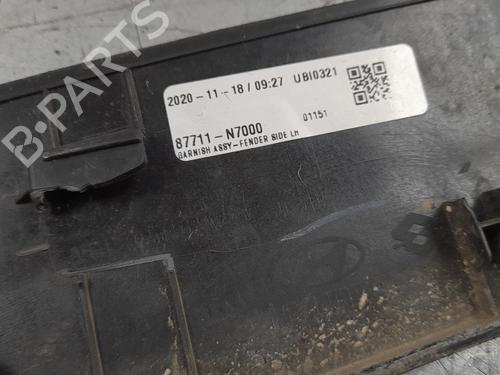 B-PARTS
2020-11-18 / 09:27 UBI0321
87711-N7000 01151
GARNISH ASSY-FENDER SIDE LH